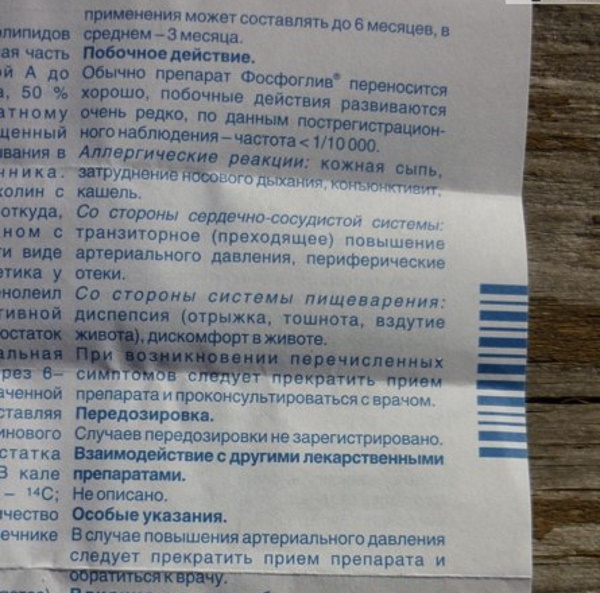 применения может составлять до 6 месяцев, в
среднем – 3 месяца.
Побочное действие.
Обычно препарат Фосфоглив® переносится
хорошо, побочные действия развиваются
очень редко, по данным пострегистрацион-
ного наблюдения – частота < 1/10 000.
Аллергические реакции: кожная сыпь,
затруднение носового дыхания, конъюнктивит,
кашель.
Со стороны сердечно-сосудистой системы:
транзиторное (преходящее) повышение
артериального давления, периферические
отеки.
Со стороны системы пищеварения:
диспепсия (отрыжка, тошнота, вздутие
живота), дискомфорт в животе.
При возникновении перечисленных
симптомов следует прекратить прием
препарата и проконсультироваться с врачом.
Передозировка.
Случаев передозировки не зарегистрировано.
Взаимодействие с другими лекарственными
препаратами.
Не описано.
Особые указания.
В случае повышения артериального давления
следует прекратить прием препарата и
обратиться к врачу.